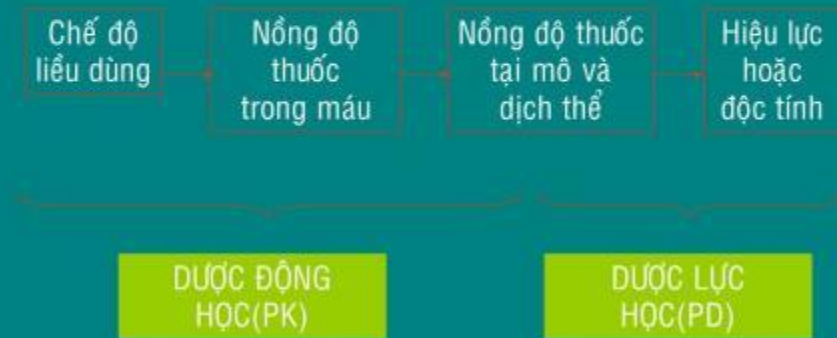 Chế độ
liều dùng
Nồng độ
thuốc
trong máu
Nồng độ thuốc
tại mô và
dịch thể
Hiệu lực
hoặc
độc tính
DƯỢC ĐỘNG
HỌC(PK)
DƯỢC LỰC
HỌC(PD)